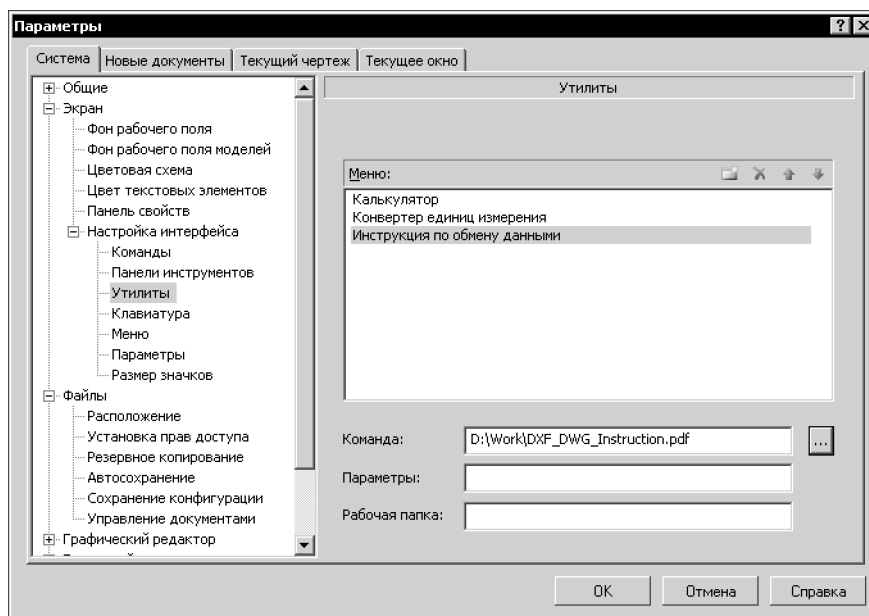 Параметры
Система Новые документы Текущий чертеж Текущее окно
Общие
Экран
Фон рабочего поля
Фон рабочего поля моделей
Цветовая схема
Цвет текстовых элементов
Панель свойств
Настройка интерфейса
Команды
Панели инструментов
Утилиты
Клавиатура
Меню
Параметры
Размер значков
Файлы
Расположение
Установка прав доступа
Резервное копирование
Автосохранение
Сохранение конфигурации
Управление документами
Графический редактор
Утилиты
Меню:
Калькулятор
Конвертер единиц измерения
Инструкция по обмену данными
Команда: D:\Work\DXF_DWG_Instruction.pdf ...
Параметры:
Рабочая папка:
OK Отмена Справка